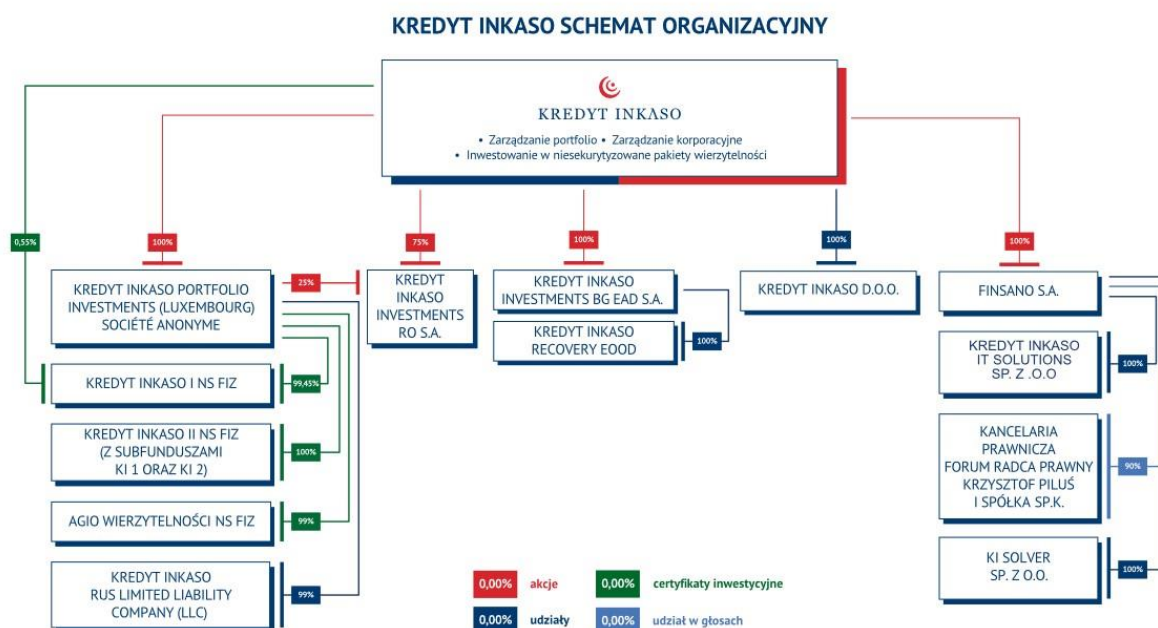 KREDYT INKASO SCHEMAT ORGANIZACYJNY
KREDYT INKASO
• Zarządzanie portfolio • Zarządzanie korporacyjne
• Inwestowanie w niesekurytyzowane pakiety wierzytelności
0,55%
100%
75%
100%
100%
100%
KREDYT INKASO PORTFOLIO
INVESTMENTS (LUXEMBOURG)
SOCIÉTÉ ANONYME
25%
KREDYT
INKASO
INVESTMENTS
RO S.A.
KREDYT INKASO
INVESTMENTS BG EAD S.A.
KREDYT INKASO
RECOVERY EOOD
100%
KREDYT INKASO D.O.O.
FINSANO S.A.
KREDYT INKASO
IT SOLUTIONS
SP. Z .O.O
100%
KREDYT INKASO I NS FIZ
99,45%
KREDYT INKASO II NS FIZ
(Z SUBFUNDUSZAMI
KI 1 ORAZ KI 2)
100%
KANCELARIA
PRAWNICZA
FORUM RADCA PRAWNY
KRZYSZTOF PILUŚ
I SPÓŁKA SP.K.
90%
AGIO WIERZYTELNOŚCI NS FIZ
99%
KREDYT INKASO
RUS LIMITED LIABILITY
COMPANY (LLC)
99%
KI SOLVER
SP. Z O.O.
100%
0,00% akcje
0,00% certyfikaty inwestycyjne
0,00% udziały
0,00% udział w głosach